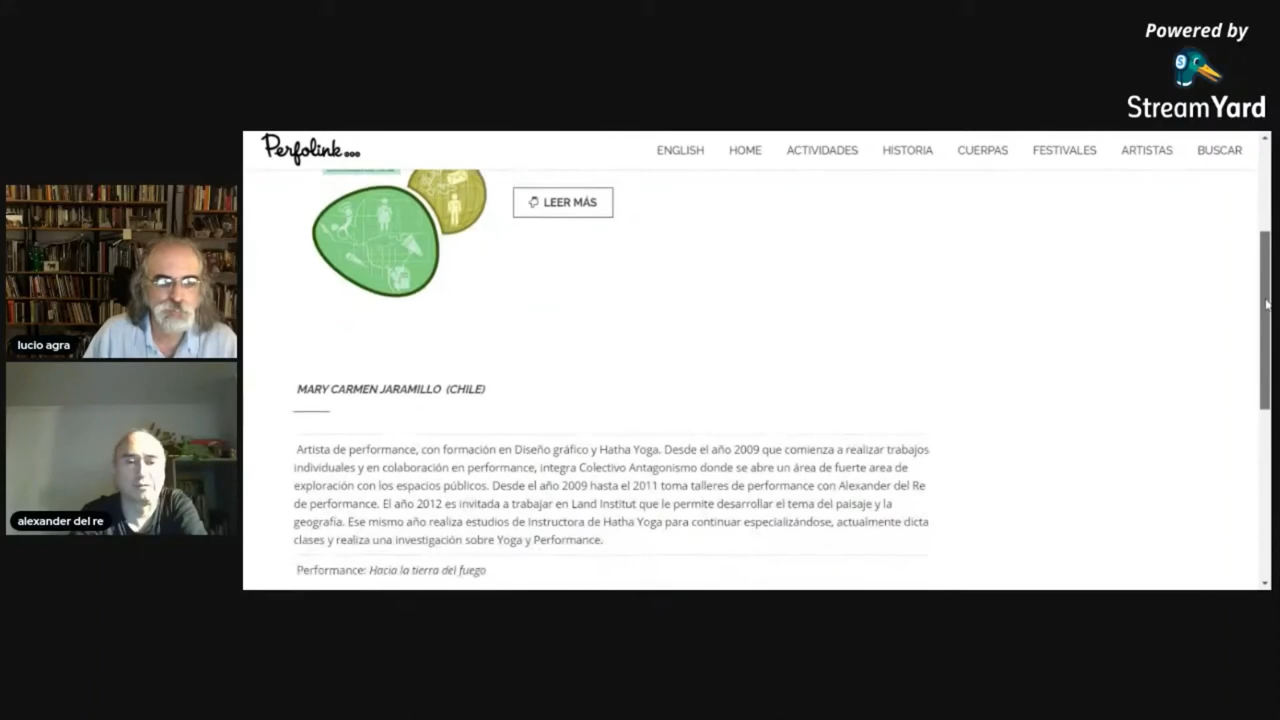 Powered by
StreamYard
Perfolink...
ENGLISH HOME ACTIVIDADES HISTORIA CUERPAS FESTIVALES ARTISTAS BUSCAR
LEER MÁS
lucio agra
alexander del re
MARY CARMEN JARAMILLO (CHILE)
Artista de performance, con formación en Diseño gráfico y Hatha Yoga. Desde el año 2009 que comienza a realizar trabajos
individuales y en colaboración en performance, integra Colectivo Antagonismo donde se abre un área de fuerte area de
exploración con los espacios públicos. Desde el año 2009 hasta el 2011 toma talleres de performance con Alexander del Re
de performance. El año 2012 es invitada a trabajar en Land Institut que le permite desarrollar el tema del paisaje y la
geografía. Ese mismo año realiza estudios de Instructora de Hatha Yoga para continuar especializándose, actualmente dicta
clases y realiza una investigación sobre Yoga y Performance.
Performance: Hacia la tierra del fuego